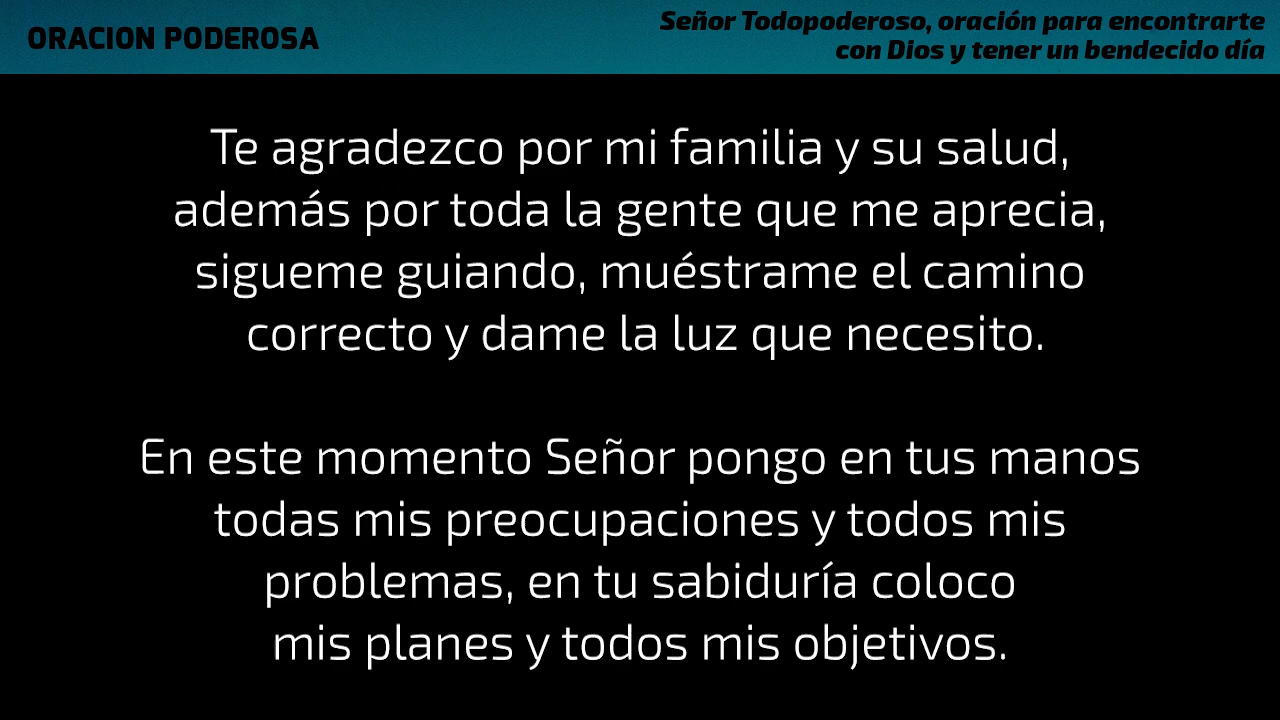 ORACION PODEROSA
Señor Todopoderoso, oración para encontrarte
con Dios y tener un bendecido día
Te agradezco por mi familia y su salud,
además por toda la gente que me aprecia,
sigueme guiando, muéstrame el camino
correcto y dame la luz que necesito.
En este momento Señor pongo en tus manos
todas mis preocupaciones y todos mis
problemas, en tu sabiduría coloco
mis planes y todos mis objetivos.